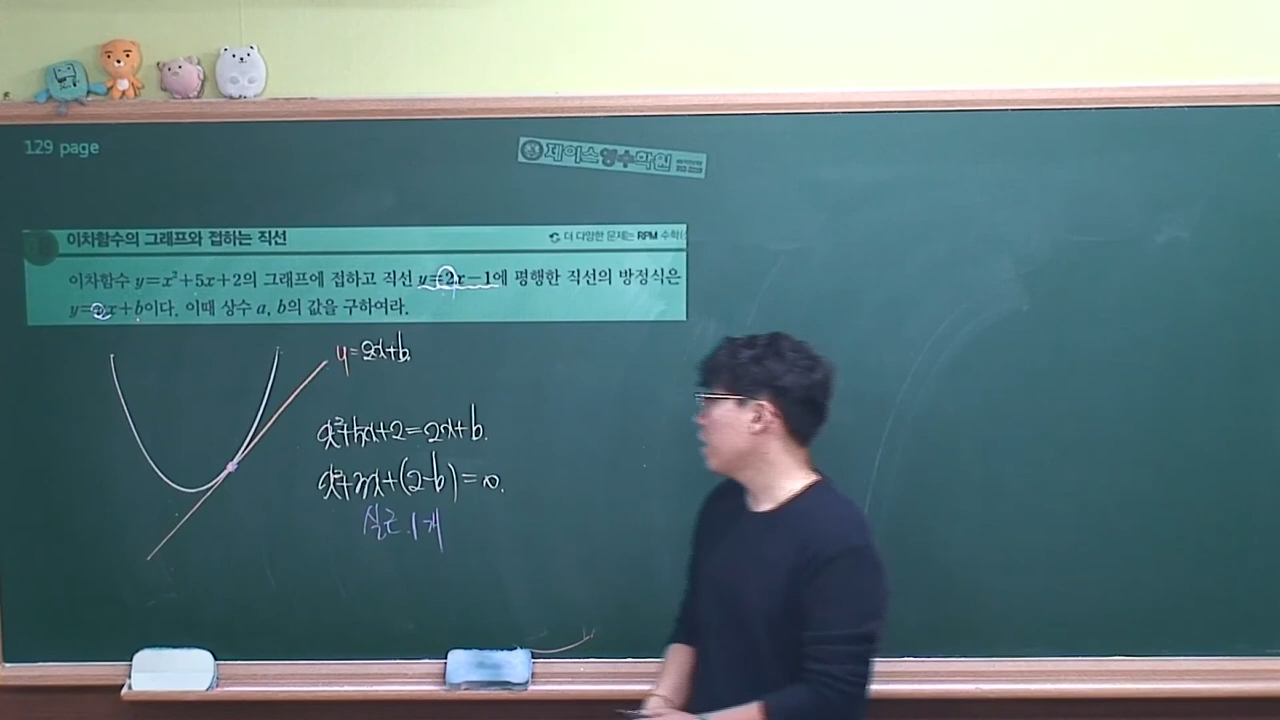 129 page
제이스영수학원
이차함수의 그래프와 접하는 직선
더 다양한 문제는 RPM 수학(
이차함수 y=x²+5x+2의 그래프에 접하고 직선 y=2x-1에 평행한 직선의 방정식은
y=ax+b이다. 이때 상수 a, b의 값을 구하여라.
y=2x+b.
x²+5x+2=2x+b.
x²+3x+(2-b)=0.
실근.1개